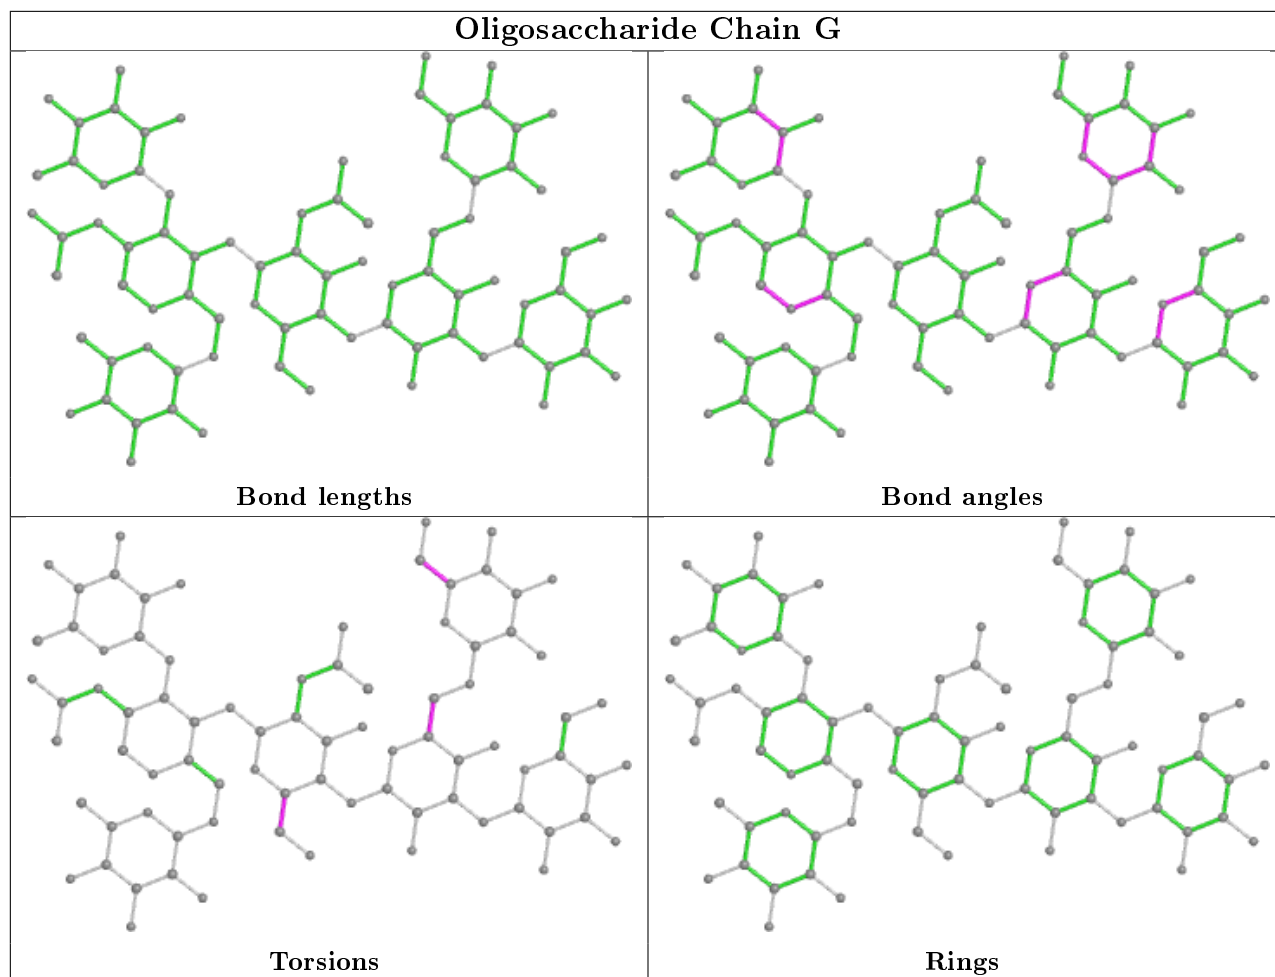 Oligosaccharide Chain G
Bond lengths
Bond angles
Torsions
Rings